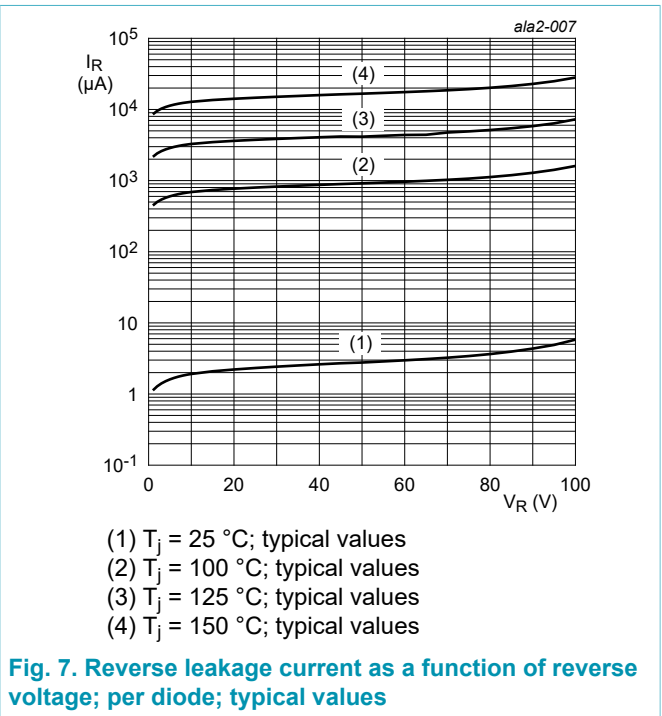 ala2-007
I_R
(μA)
10^5
10^4
10^3
10^2
10
1
10^-1
(4)
(3)
(2)
(1)
0 20 40 60 80 100
V_R (V)
(1) T_j = 25 °C; typical values
(2) T_j = 100 °C; typical values
(3) T_j = 125 °C; typical values
(4) T_j = 150 °C; typical values
Fig. 7. Reverse leakage current as a function of reverse
voltage; per diode; typical values